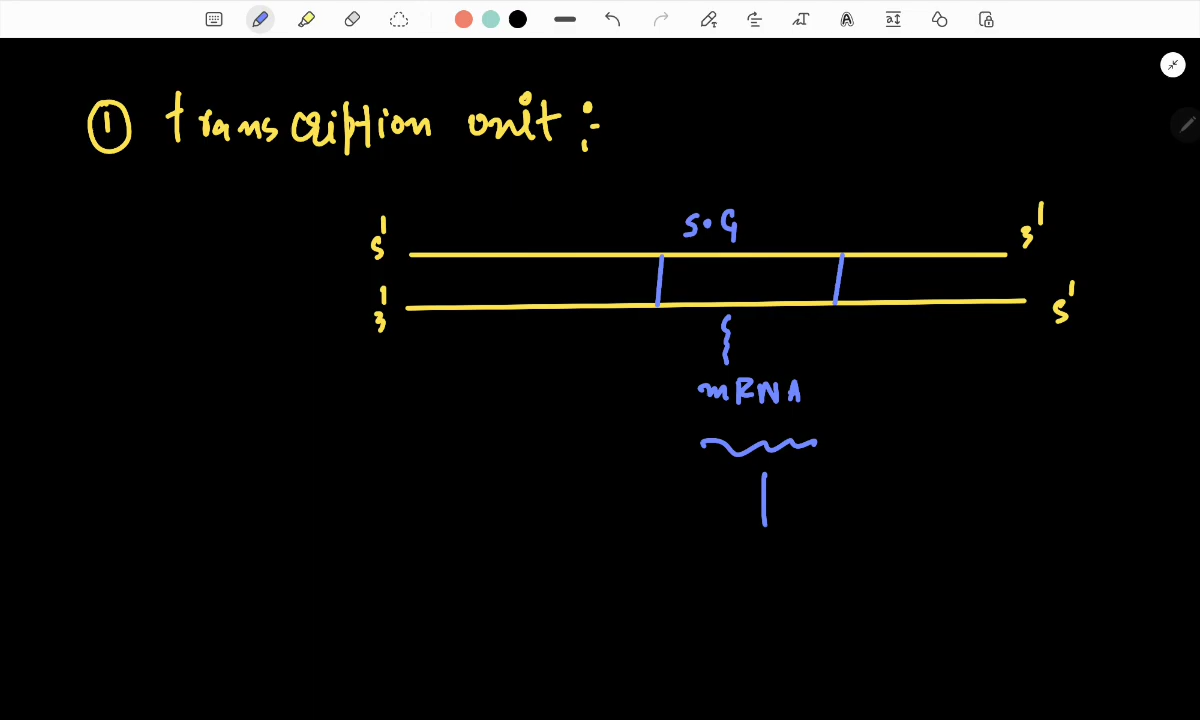 ① transcription unit :-
S.G
5' 3'
3' 5'
mRNA